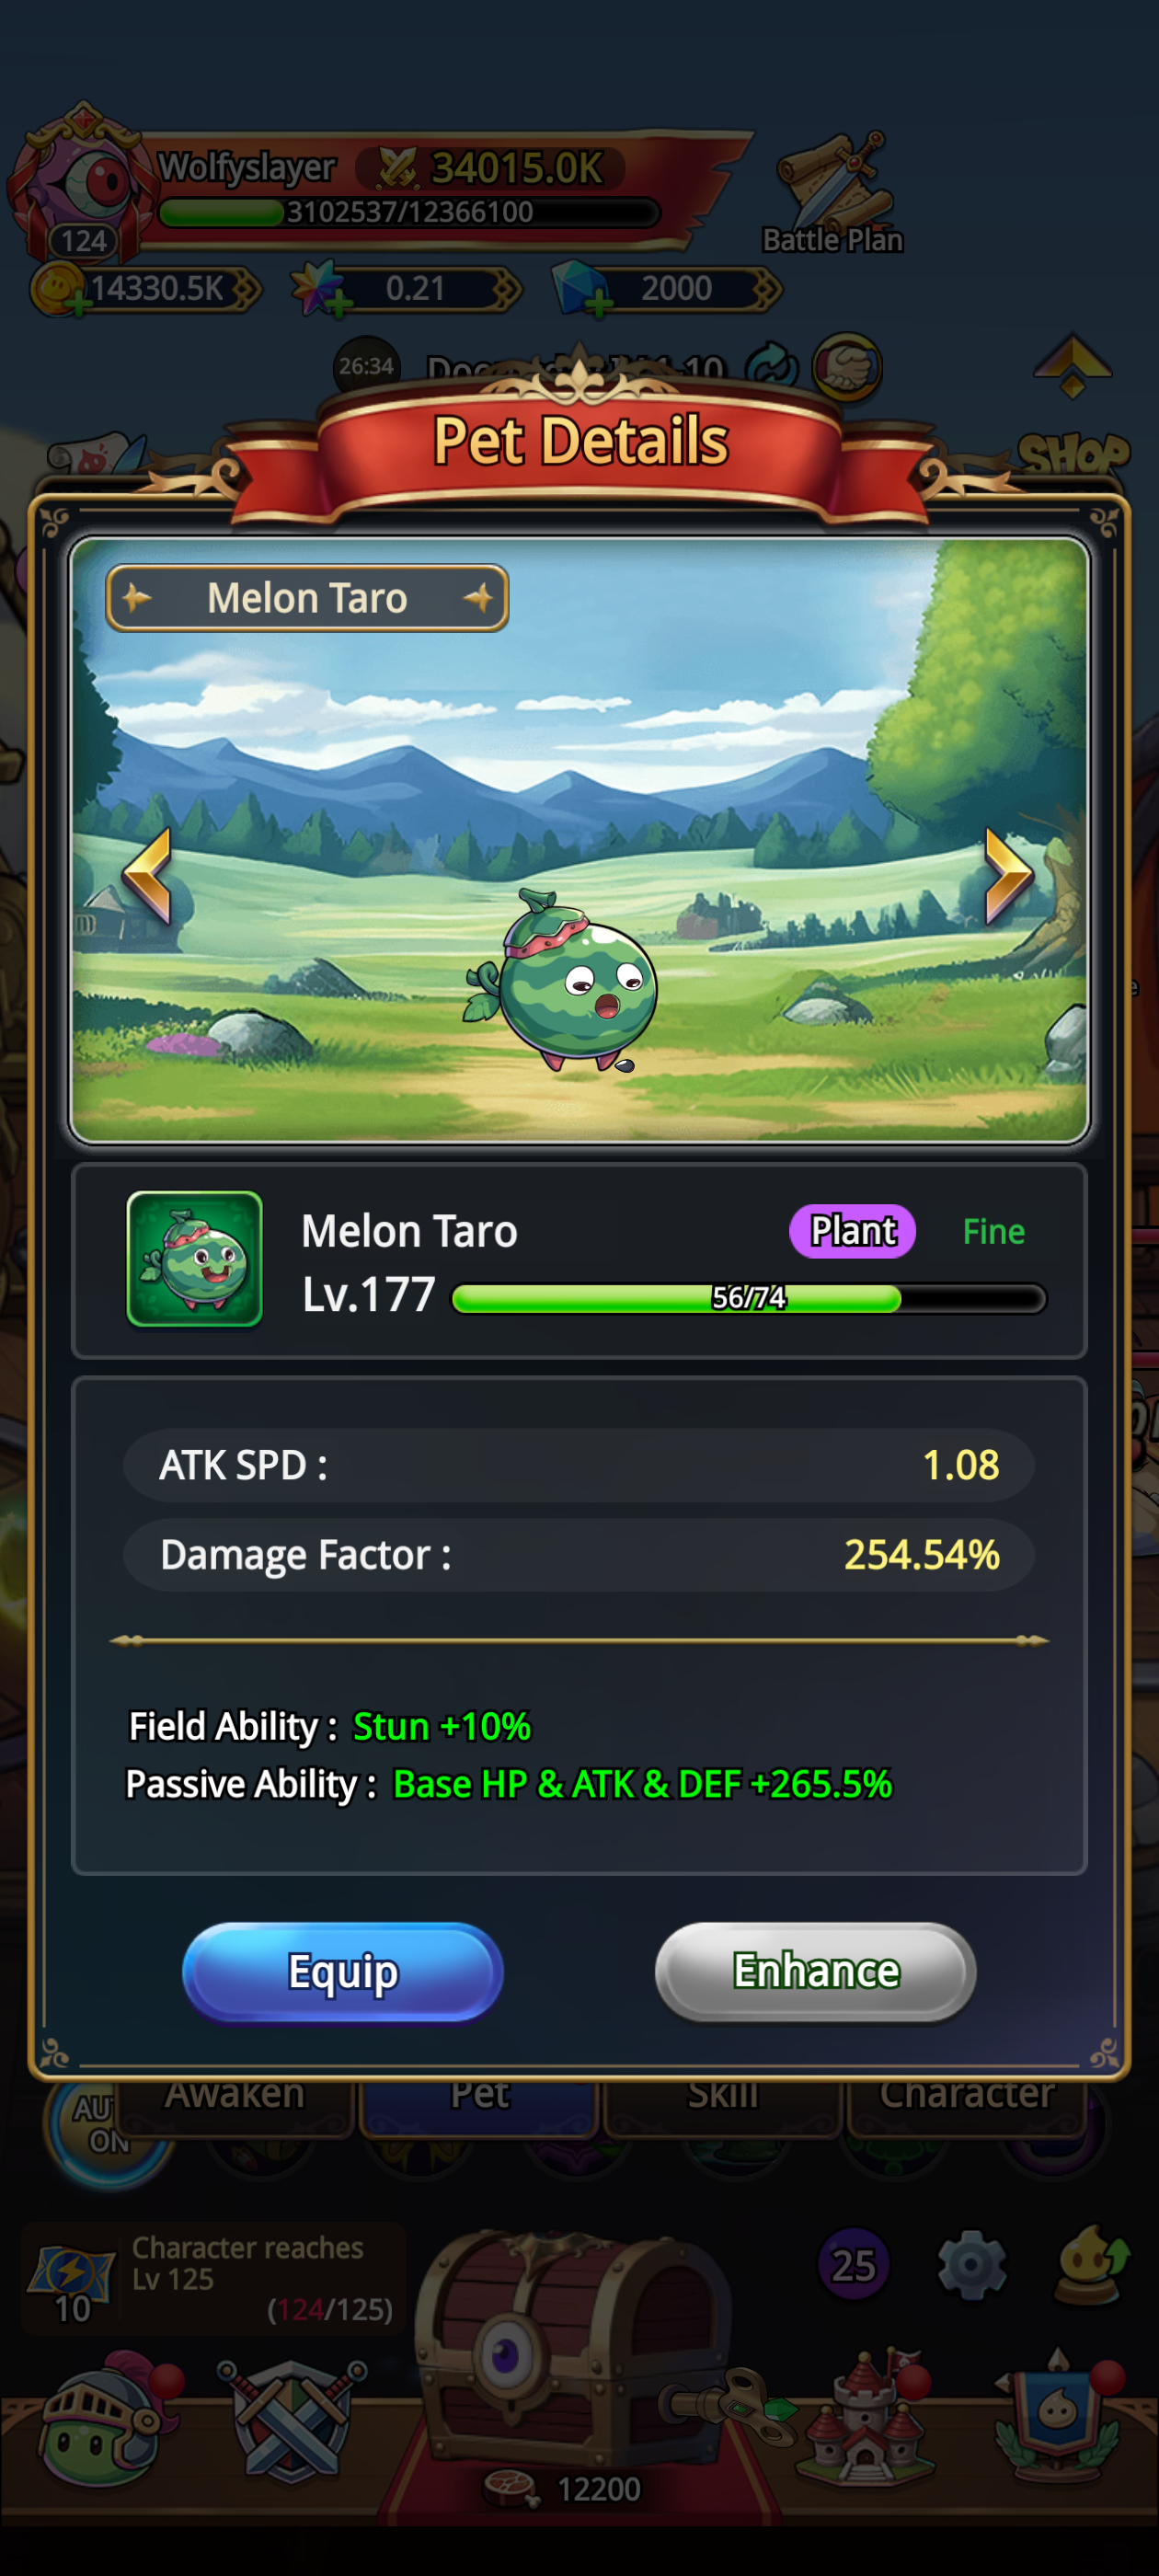 Wolfyslayer 34015.0K
3102537/12366100
124
Battle Plan
14330.5K 0.21 2000
26:34
SHOP
Pet Details
Melon Taro
Melon Taro Plant Fine
Lv.177 56/74
ATK SPD : 1.08
Damage Factor : 254.54%
Field Ability : Stun +10%
Passive Ability : Base HP & ATK & DEF +265.5%
Equip Enhance
Awaken Pet Skill Character
ON
Character reaches
Lv 125
10 (124/125)
25
12200